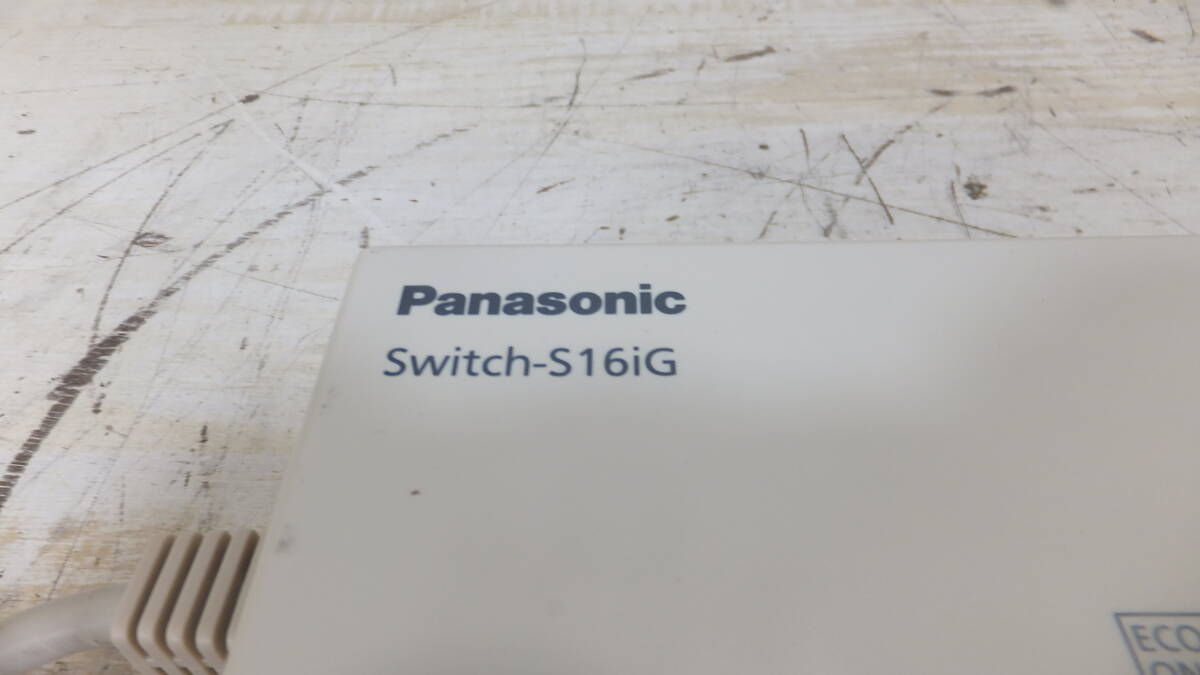 Panasonic
Switch-S16iG
ECO
ON